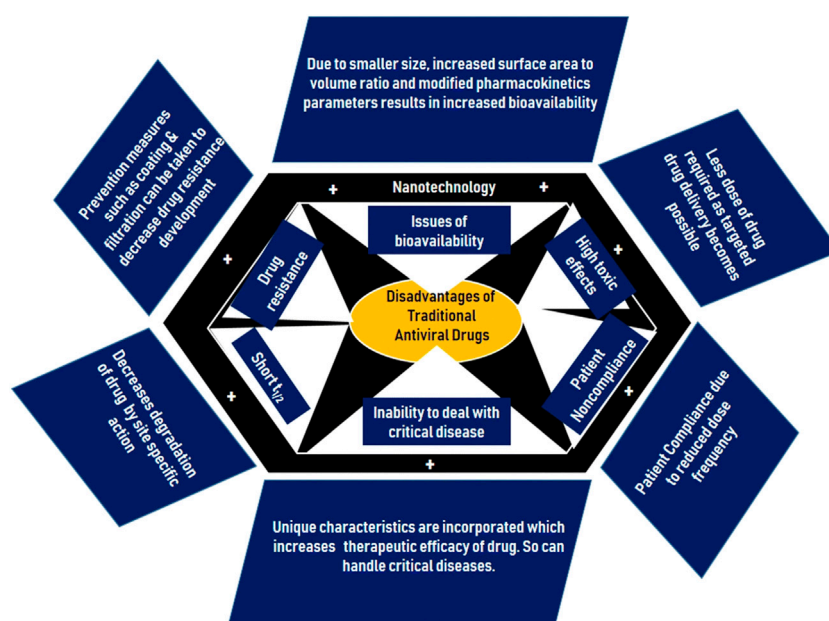 Due to smaller size, increased surface area to
volume ratio and modified pharmacokinetics
parameters results in increased bioavailability
Prevention measures
such as coating &
filtration can be taken to
decrease drug resistance
development
Less dose of drug
required as targeted
drug delivery becomes
possible
+
Nanotechnology
+
+
+
Issues of
bioavailability
Drug
resistance
High toxic
effects
Disadvantages of
Traditional
Antiviral Drugs
Short t1/2
Patient
Noncompliance
Inability to deal with
critical disease
+
+
+
Decreases degradation
of drug by site specific
action
Patient Compliance due
to reduced dose
frequency
Unique characteristics are incorporated which
increases therapeutic efficacy of drug. So can
handle critical diseases.